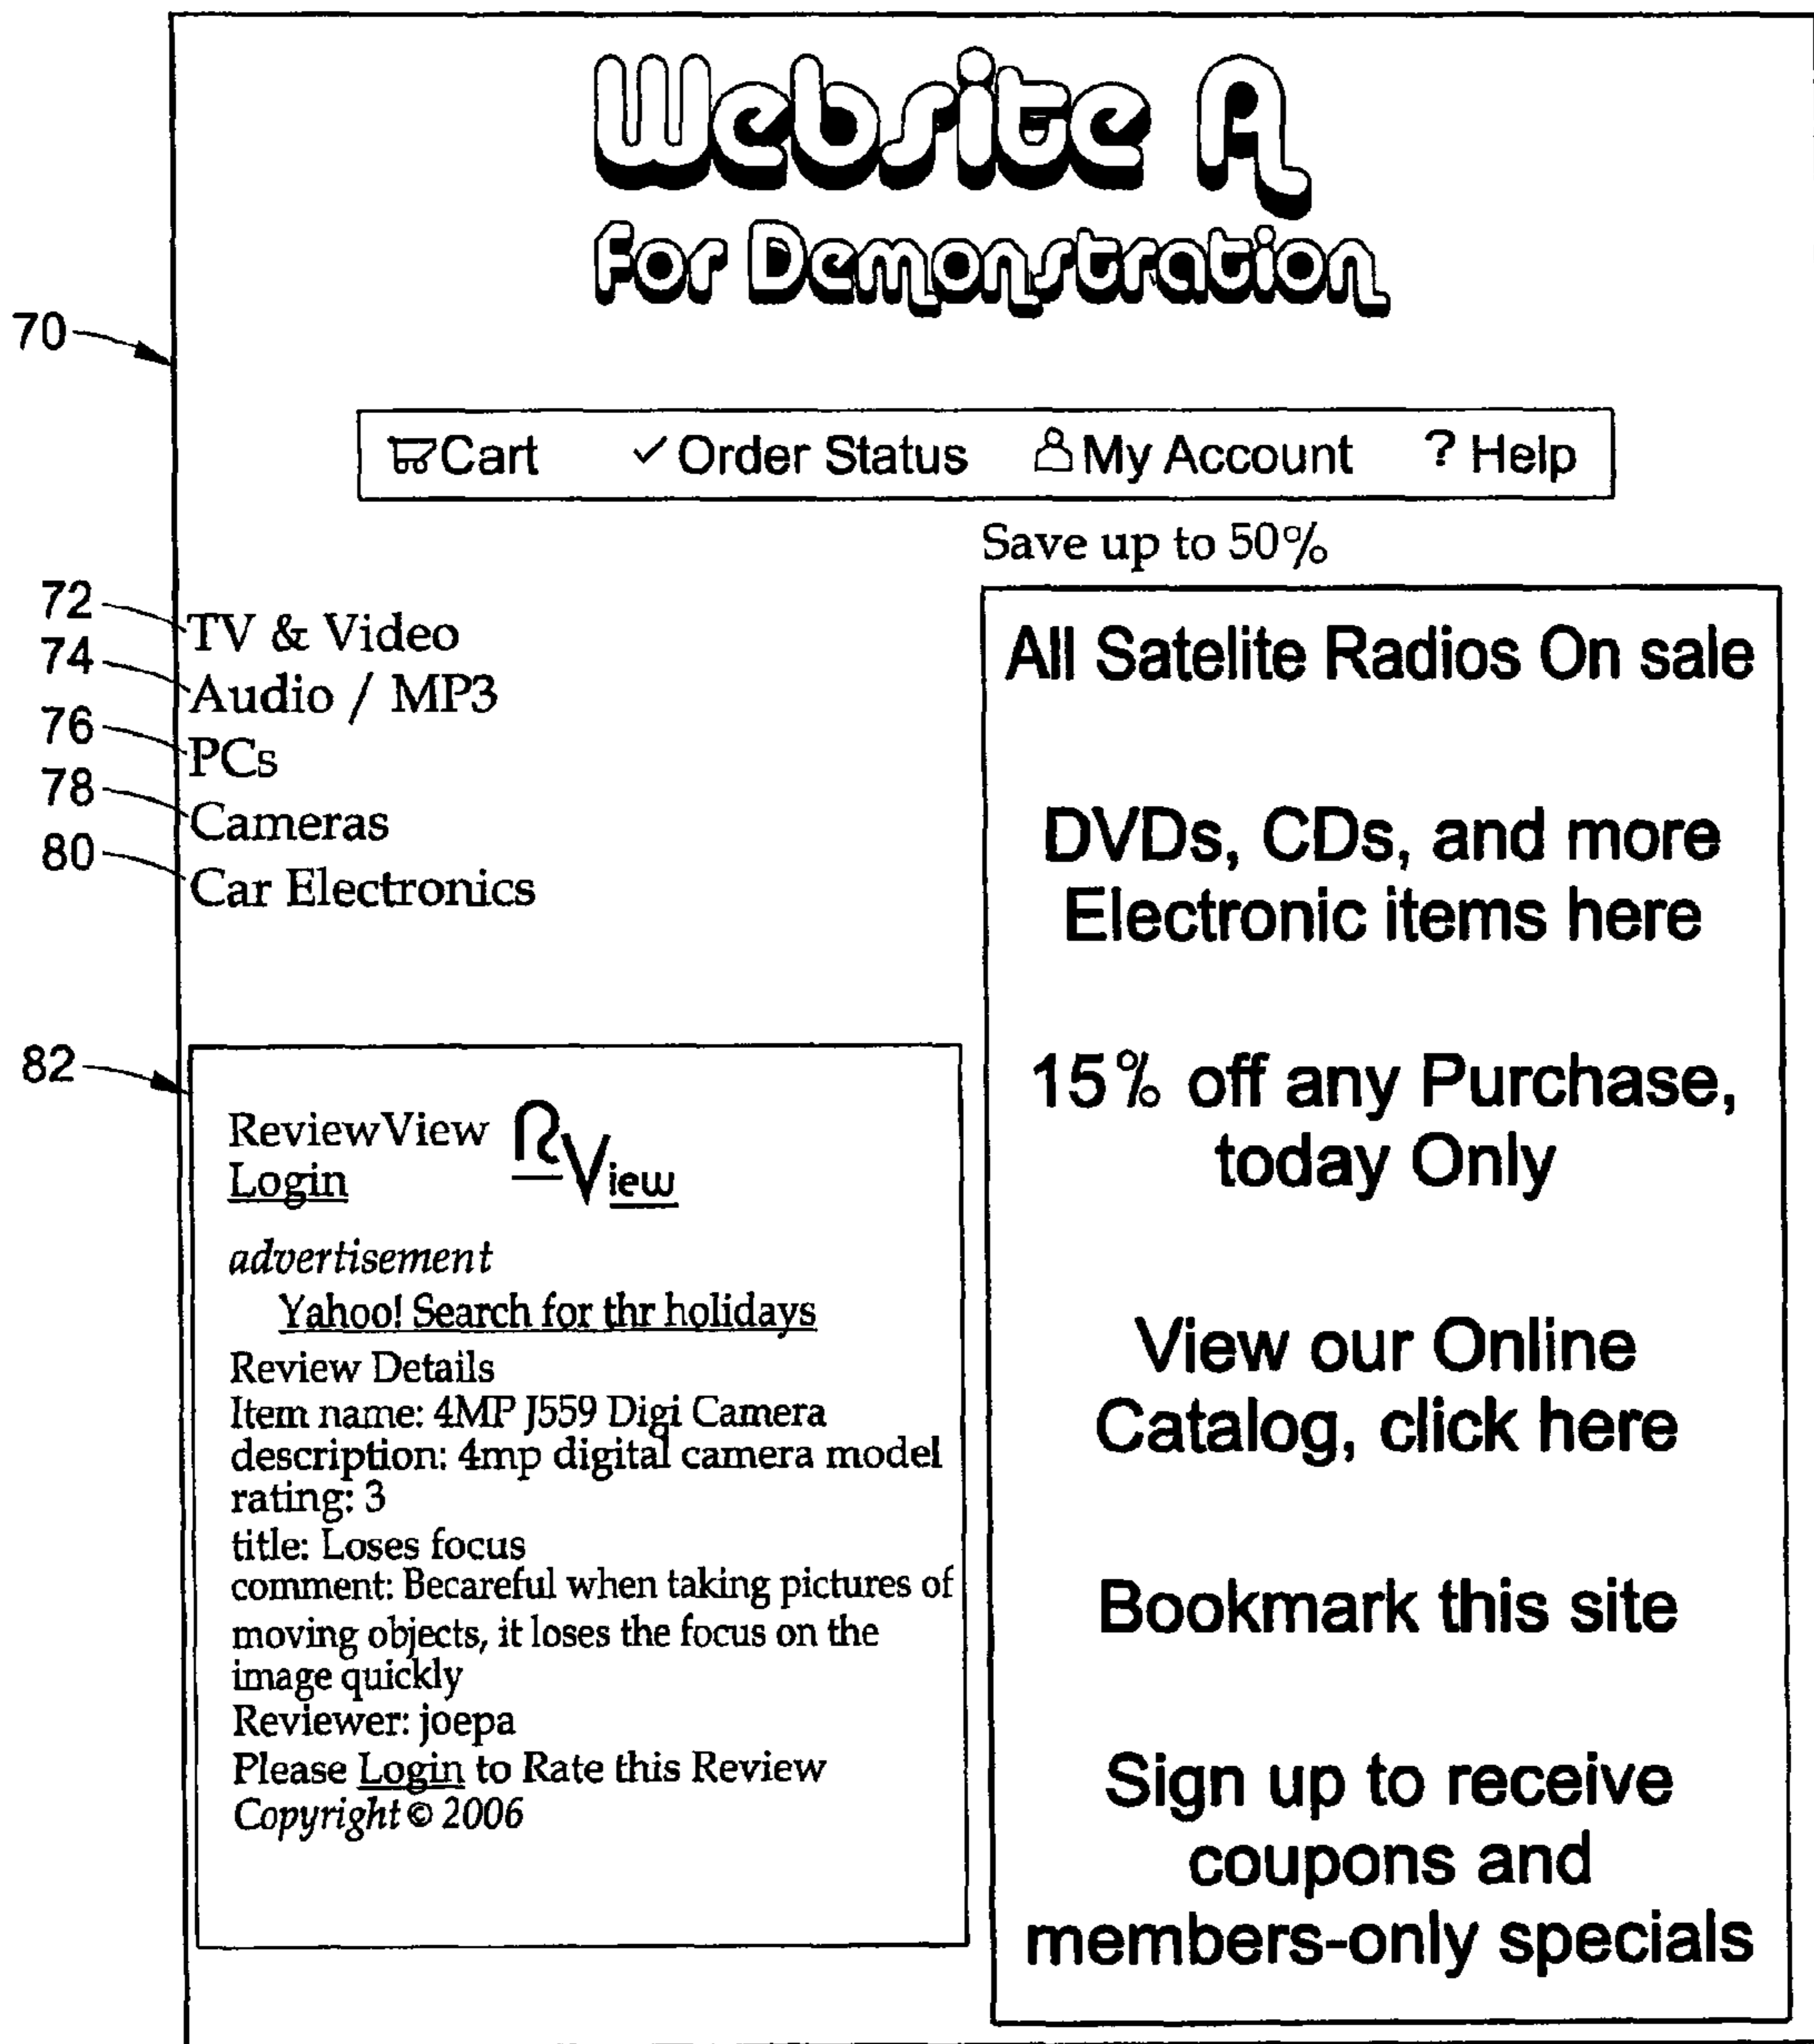 Website A
For Demonstration
70
Cart ✓ Order Status My Account ? Help
Save up to 50%
72
TV & Video
74
Audio / MP3
76
PCs
78
Cameras
80
Car Electronics
82
ReviewView RView
Login
advertisement
Yahoo! Search for thr holidays
Review Details
Item name: 4MP J559 Digi Camera
description: 4mp digital camera model
rating: 3
title: Loses focus
comment: Becareful when taking pictures of
moving objects, it loses the focus on the
image quickly
Reviewer: joepa
Please Login to Rate this Review
Copyright © 2006
All Satelite Radios On sale
DVDs, CDs, and more
Electronic items here
15% off any Purchase,
today Only
View our Online
Catalog, click here
Bookmark this site
Sign up to receive
coupons and
members-only specials